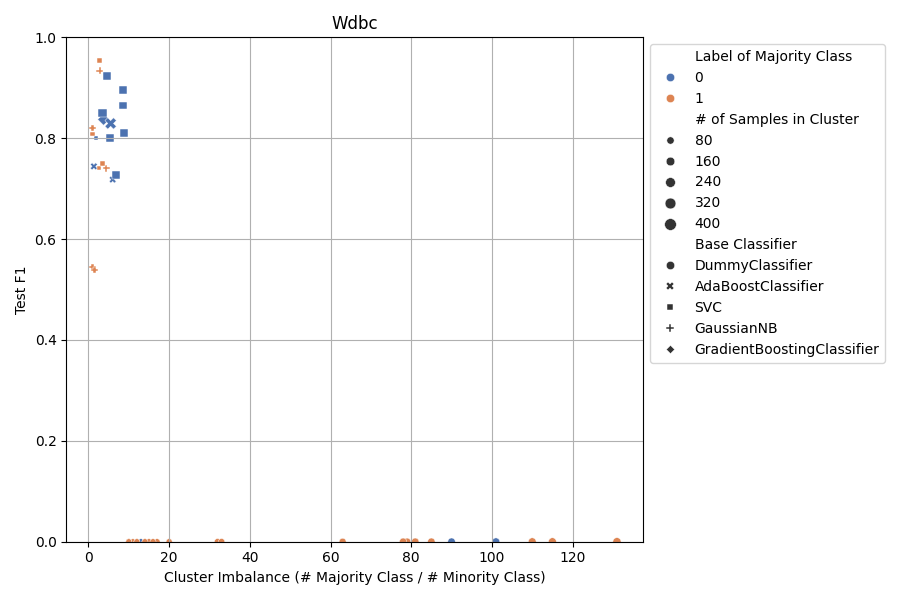 Wdbc
1.0
0.8
0.6
0.4
0.2
0.0
Test F1
0 20 40 60 80 100 120
Cluster Imbalance (# Majority Class / # Minority Class)
Label of Majority Class
0
1
# of Samples in Cluster
80
160
240
320
400
Base Classifier
DummyClassifier
AdaBoostClassifier
SVC
GaussianNB
GradientBoostingClassifier